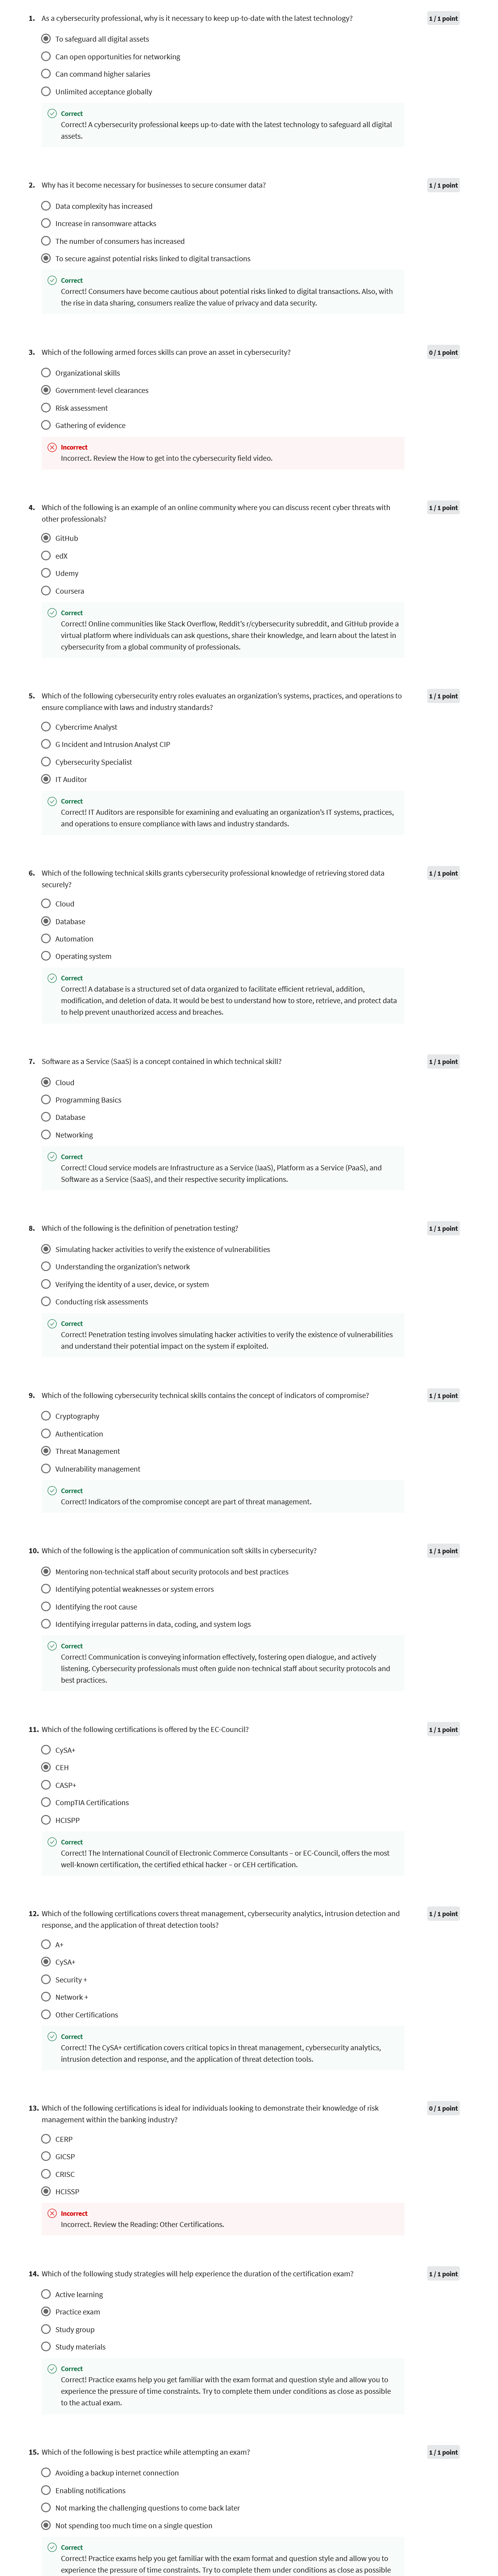 1. As a cybersecurity professional, why is it necessary to keep up-to-date with the latest technology?
1 / 1 point
To safeguard all digital assets
Can open opportunities for networking
Can command higher salaries
Unlimited acceptance globally
Correct
Correct! A cybersecurity professional keeps up-to-date with the latest technology to safeguard all digital
assets.
2. Why has it become necessary for businesses to secure consumer data?
1 / 1 point
Data complexity has increased
Increase in ransomware attacks
The number of consumers has increased
To secure against potential risks linked to digital transactions
Correct
Correct! Consumers have become cautious about potential risks linked to digital transactions. Also, with
the rise in data sharing, consumers realize the value of privacy and data security.
3. Which of the following armed forces skills can prove an asset in cybersecurity?
0 / 1 point
Organizational skills
Government-level clearances
Risk assessment
Gathering of evidence
Incorrect
Incorrect. Review the How to get into the cybersecurity field video.
4. Which of the following is an example of an online community where you can discuss recent cyber threats with
other professionals?
1 / 1 point
GitHub
edX
Udemy
Coursera
Correct
Correct! Online communities like Stack Overflow, Reddit's r/cybersecurity subreddit, and GitHub provide a
virtual platform where individuals can ask questions, share their knowledge, and learn about the latest in
cybersecurity from a global community of professionals.
5. Which of the following cybersecurity entry roles evaluates an organization's systems, practices, and operations to
ensure compliance with laws and industry standards?
1 / 1 point
Cybercrime Analyst
G Incident and Intrusion Analyst CIP
Cybersecurity Specialist
IT Auditor
Correct
Correct! IT Auditors are responsible for examining and evaluating an organization's IT systems, practices,
and operations to ensure compliance with laws and industry standards.
6. Which of the following technical skills grants cybersecurity professional knowledge of retrieving stored data
securely?
1 / 1 point
Cloud
Database
Automation
Operating system
Correct
Correct! A database is a structured set of data organized to facilitate efficient retrieval, addition,
modification, and deletion of data. It would be best to understand how to store, retrieve, and protect data
to help prevent unauthorized access and breaches.
7. Software as a Service (SaaS) is a concept contained in which technical skill?
1 / 1 point
Cloud
Programming Basics
Database
Networking
Correct
Correct! Cloud service models are Infrastructure as a Service (IaaS), Platform as a Service (PaaS), and
Software as a Service (SaaS), and their respective security implications.
8. Which of the following is the definition of penetration testing?
1 / 1 point
Simulating hacker activities to verify the existence of vulnerabilities
Understanding the organization's network
Verifying the identity of a user, device, or system
Conducting risk assessments
Correct
Correct! Penetration testing involves simulating hacker activities to verify the existence of vulnerabilities
and understand their potential impact on the system if exploited.
9. Which of the following cybersecurity technical skills contains the concept of indicators of compromise?
1 / 1 point
Cryptography
Authentication
Threat Management
Vulnerability management
Correct
Correct! Indicators of the compromise concept are part of threat management.
10. Which of the following is the application of communication soft skills in cybersecurity?
1 / 1 point
Mentoring non-technical staff about security protocols and best practices
Identifying potential weaknesses or system errors
Identifying the root cause
Identifying irregular patterns in data, coding, and system logs
Correct
Correct! Communication is conveying information effectively, fostering open dialogue, and actively
listening. Cybersecurity professionals must often guide non-technical staff about security protocols and
best practices.
11. Which of the following certifications is offered by the EC-Council?
1 / 1 point
CySA+
CEH
CASP+
CompTIA Certifications
HCISPP
Correct
Correct! The International Council of Electronic Commerce Consultants – or EC-Council, offers the most
well-known certification, the certified ethical hacker – or CEH certification.
12. Which of the following certifications covers threat management, cybersecurity analytics, intrusion detection and
response, and the application of threat detection tools?
1 / 1 point
A+
CySA+
Security +
Network +
Other Certifications
Correct
Correct! The CySA+ certification covers critical topics in threat management, cybersecurity analytics,
intrusion detection and response, and the application of threat detection tools.
13. Which of the following certifications is ideal for individuals looking to demonstrate their knowledge of risk
management within the banking industry?
0 / 1 point
CERP
GICSP
CRISC
HCISSP
Incorrect
Incorrect. Review the Reading: Other Certifications.
14. Which of the following study strategies will help experience the duration of the certification exam?
1 / 1 point
Active learning
Practice exam
Study group
Study materials
Correct
Correct! Practice exams help you get familiar with the exam format and question style and allow you to
experience the pressure of time constraints. Try to complete them under conditions as close as possible
to the actual exam.
15. Which of the following is best practice while attempting an exam?
1 / 1 point
Avoiding a backup internet connection
Enabling notifications
Not marking the challenging questions to come back later
Not spending too much time on a single question
Correct
Correct! Practice exams help you get familiar with the exam format and question style and allow you to
experience the pressure of time constraints. Try to complete them under conditions as close as possible